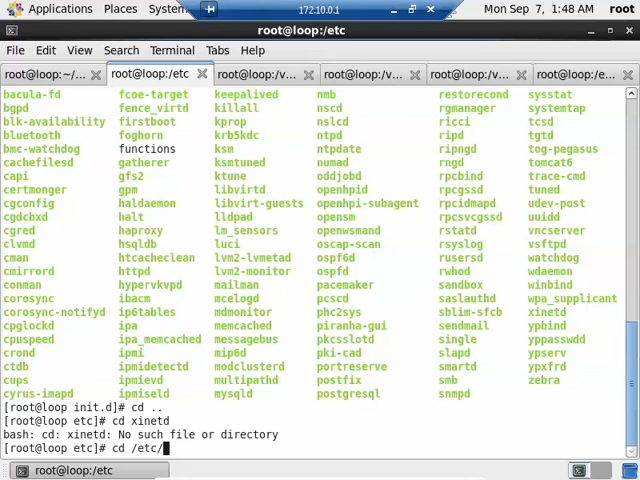 Applications Places System 172.10.0.1 Mon Sep 7, 1:48 AM root
root@loop:/etc
File Edit View Search Terminal Tabs Help
root@loop:~/... root@loop:/etc root@loop:/v... root@loop:/v... root@loop:/v... root@loop:/e...
bacula-fd fcoe-target keepalived nmb restorecond sysstat
bgpd fence_virtd killall nscd rgmanager systemtap
blk-availability firstboot kprop nslcd ricci tcsd
bluetooth foghorn krb5kdc ntpd ripd tgtd
bmc-watchdog functions ksm ntpdate ripngd tog-pegasus
cachefilesd gatherer ksmtuned numad rngd tomcat6
capi gfs2 ktune oddjobd rpcbind trace-cmd
certmonger gpm libvirtd openhpid rpcgssd tuned
cgconfig haldaemon libvirt-guests openhpi-subagent rpcidmapd udev-post
cgdcbxd halt lldpad opensm rpcsvcgssd uuidd
cgred haproxy lm_sensors openwsmand rstatd vncserver
clvmd hsqldb luci oscap-scan rsyslog vsftpd
cman htcacheclean lvm2-lvmetad ospf6d rusersd watchdog
cmirrord httpd lvm2-monitor ospfd rwhod wdaemon
conman hypervkvpd mailman pacemaker sandbox winbind
corosync ibacm mcelogd pcscd saslauthd wpa_supplicant
corosync-notifyd ip6tables mdmonitor phc2sys sblim-sfcb xinetd
cpglockd ipa memcached piranha-gui sendmail ypbind
cpuspeed ipa_memcached messagebus pkcsslotd single yppasswdd
crond ipmi mip6d pki-cad slapd ypserv
ctdb ipmidetectd modclusterd portreserve smartd ypxfrd
cups ipmievd multipathd postfix smb zebra
cyrus-imapd ipmiseld mysqld postgresql snmpd
[root@loop init.d]# cd ..
[root@loop etc]# cd xinetd
bash: cd: xinetd: No such file or directory
[root@loop etc]# cd /etc/
root@loop:/etc